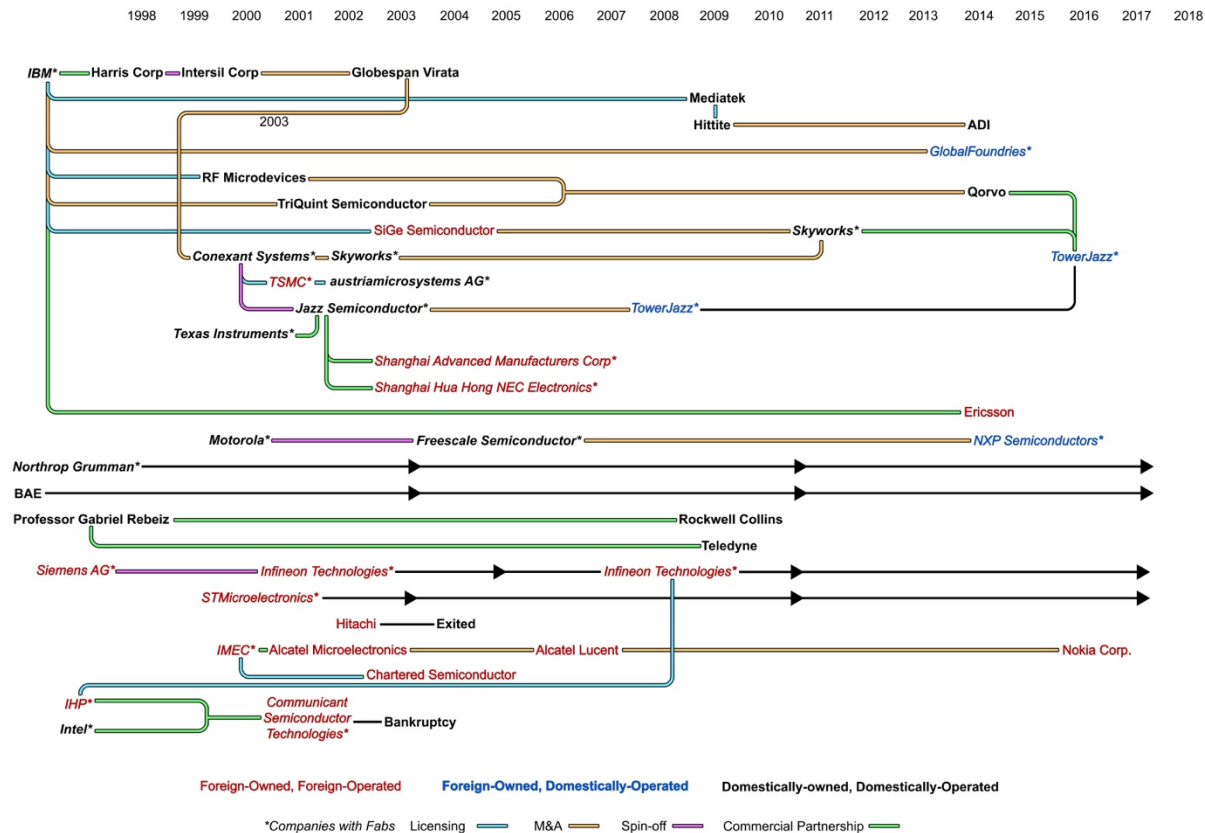 1998 1999 2000 2001 2002 2003 2004 2005 2006 2007 2008 2009 2011 2012 2013 2015 2016 2017 2018
IBM* Harris Corp Intersil Corp Globespan Virata
Mediatek
2003
Hittite ADI
GlobalFoundries*
RF Microdevices
Qorvo
TriQuint Semiconductor
SiGe Semiconductor Skyworks*
Conexant Systems* Skyworks* TowerJazz*
TSMC* austriamicrosystems AG*
Jazz Semiconductor* TowerJazz*
Texas Instruments*
Shanghai Advanced Manufacturers Corp*
Shanghai Hua Hong NEC Electronics*
Ericsson
Motorola* Freescale Semiconductor* NXP Semiconductors*
Northrop Grumman*
BAE
Professor Gabriel Rebeiz Rockwell Collins
Teledyne
Siemens AG* Infineon Technologies* Infineon Technologies*
STMicroelectronics*
Hitachi Exited
IMEC* Alcatel Microelectronics Alcatel Lucent Nokia Corp.
Chartered Semiconductor
IHP* Communicant
Semiconductor
Intel* Bankruptcy
Technologies*
Foreign-Owned, Foreign-Operated Foreign-Owned, Domestically-Operated Domestically-owned, Domestically-Operated
*Companies with Fabs Licensing M&A Spin-off Commercial Partnership